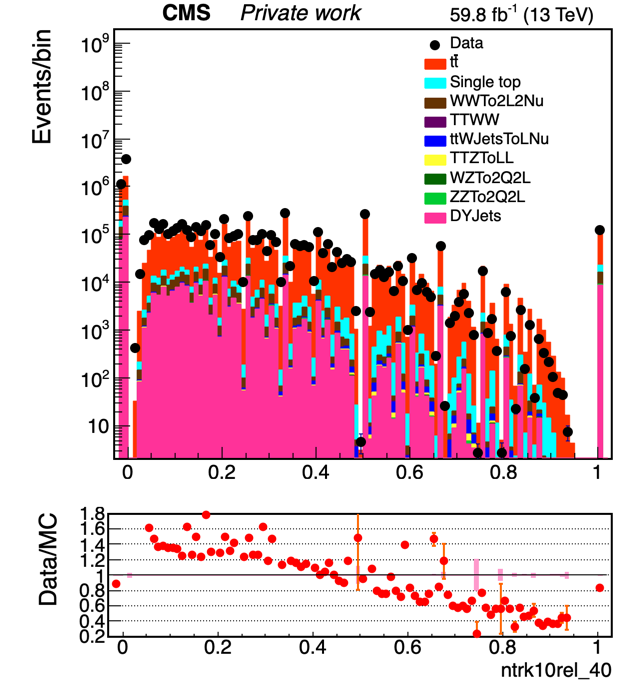 CMS Private work 59.8 fb⁻¹ (13 TeV)
Events/bin
10⁹
10⁸
10⁷
10⁶
10⁵
10⁴
10³
10²
10
Data
tt̄
Single top
WWTo2L2Nu
TTWW
ttWJetsToLNu
TTZToLL
WZTo2Q2L
ZZTo2Q2L
DYJets
0 0.2 0.4 0.6 0.8 1
Data/MC
1.8
1.6
1.4
1.2
1
0.8
0.6
0.4
0.2
0 0.2 0.4 0.6 0.8 1
ntrk10rel_40